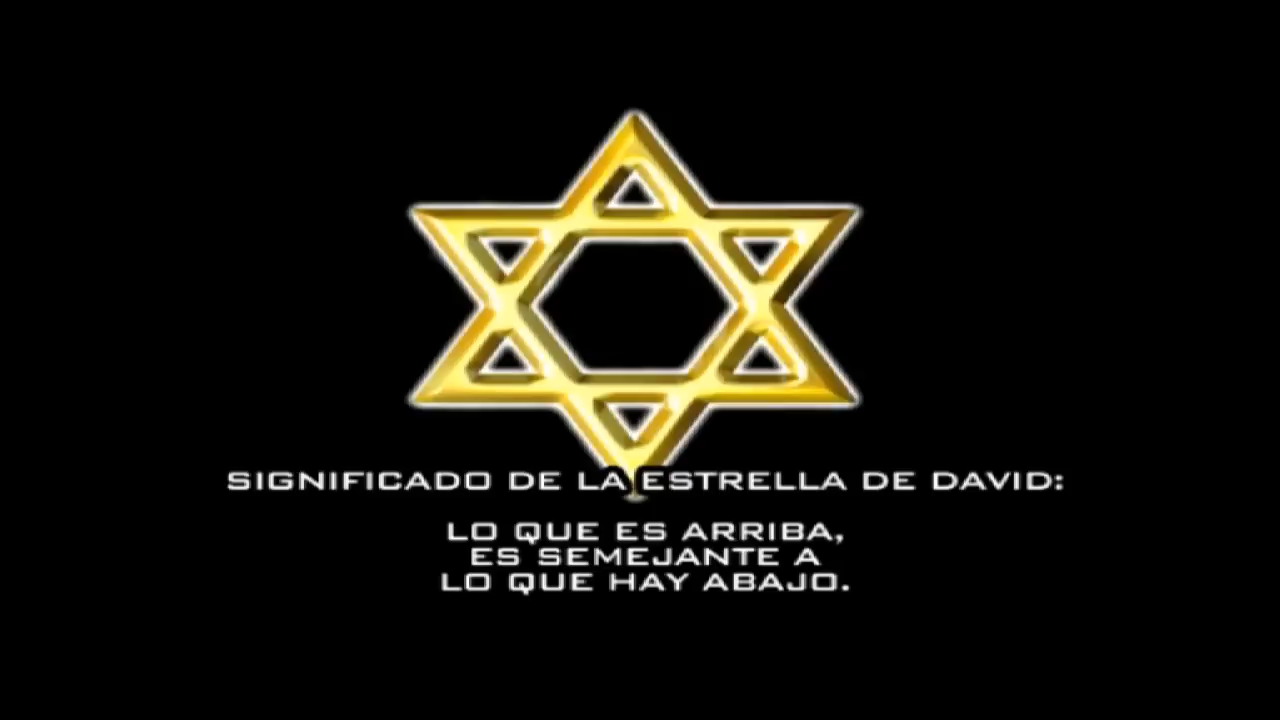 SIGNIFICADO DE LA ESTRELLA DE DAVID:
LO QUE ES ARRIBA,
ES SEMEJANTE A
LO QUE HAY ABAJO.